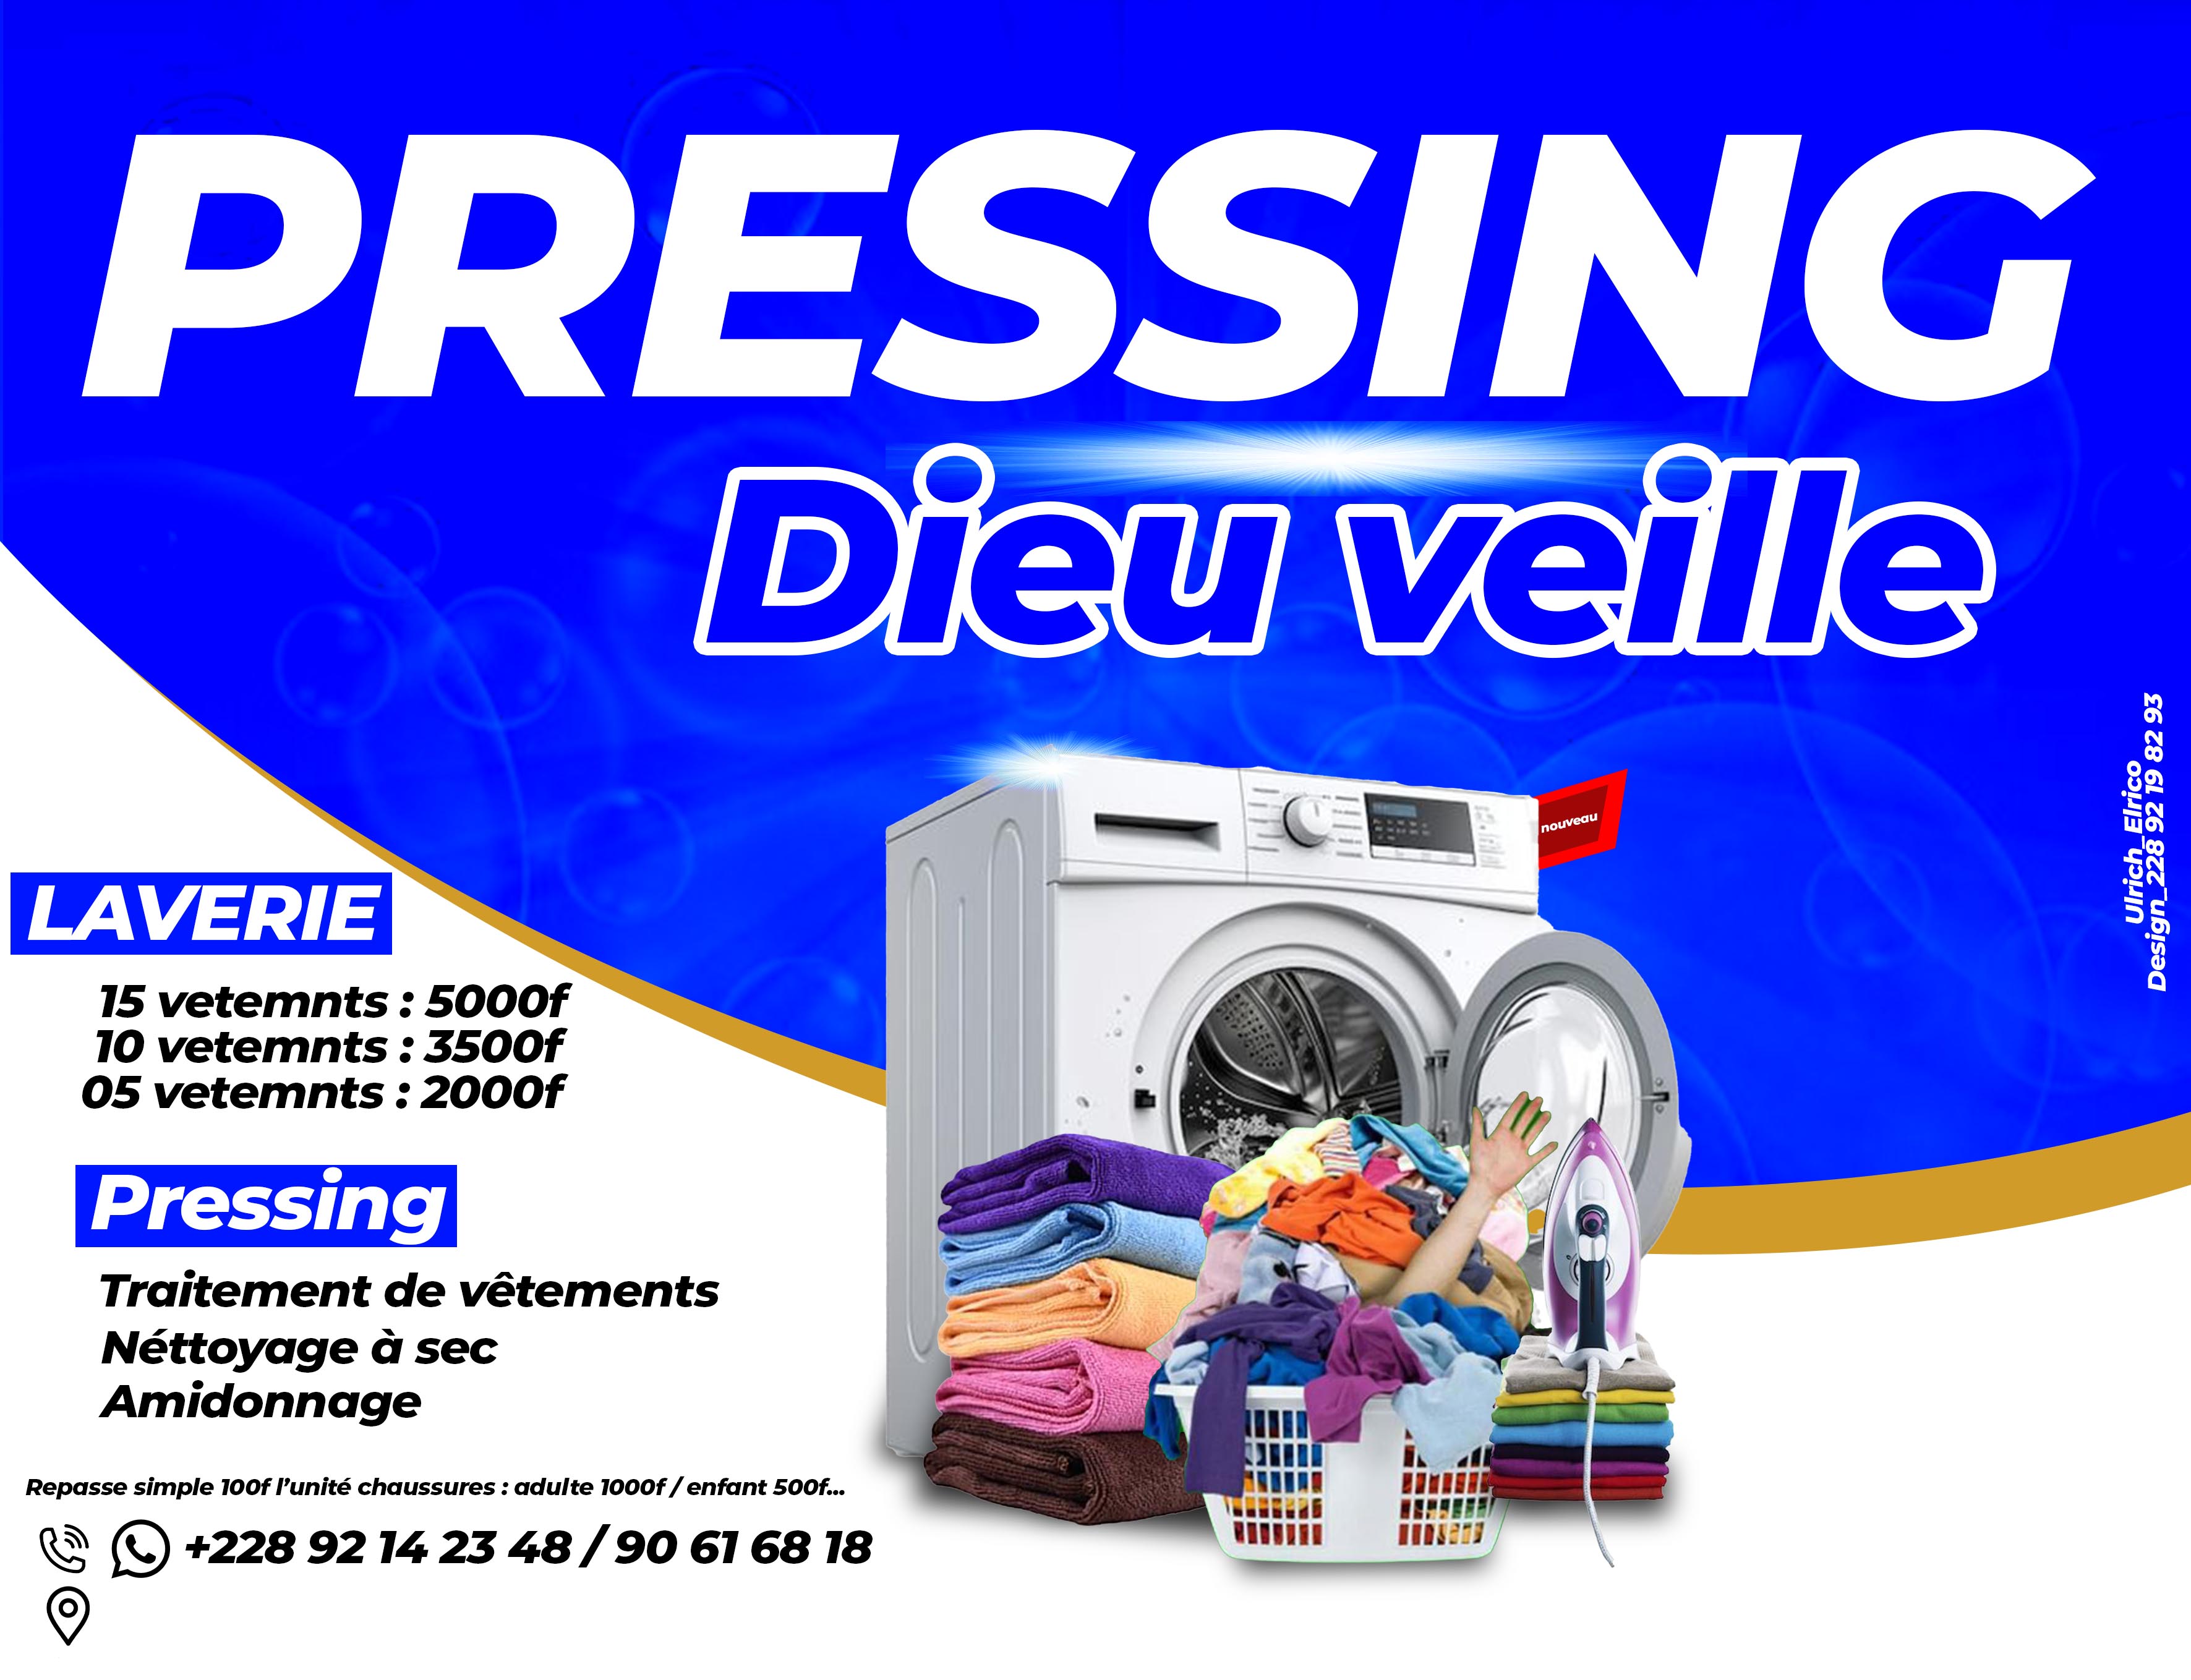 PRESSING
Dieu veille
nouveau
Ulrich_Elrico
Design_228 92 19 82 93
LAVERIE
15 vetemnts : 5000f
10 vetemnts : 3500f
05 vetemnts : 2000f
Pressing
Traitement de vêtements
Néttoyage à sec
Amidonnage
Repasse simple 100f l’unité chaussures : adulte 1000f / enfant 500f...
+228 92 14 23 48 / 90 61 68 18